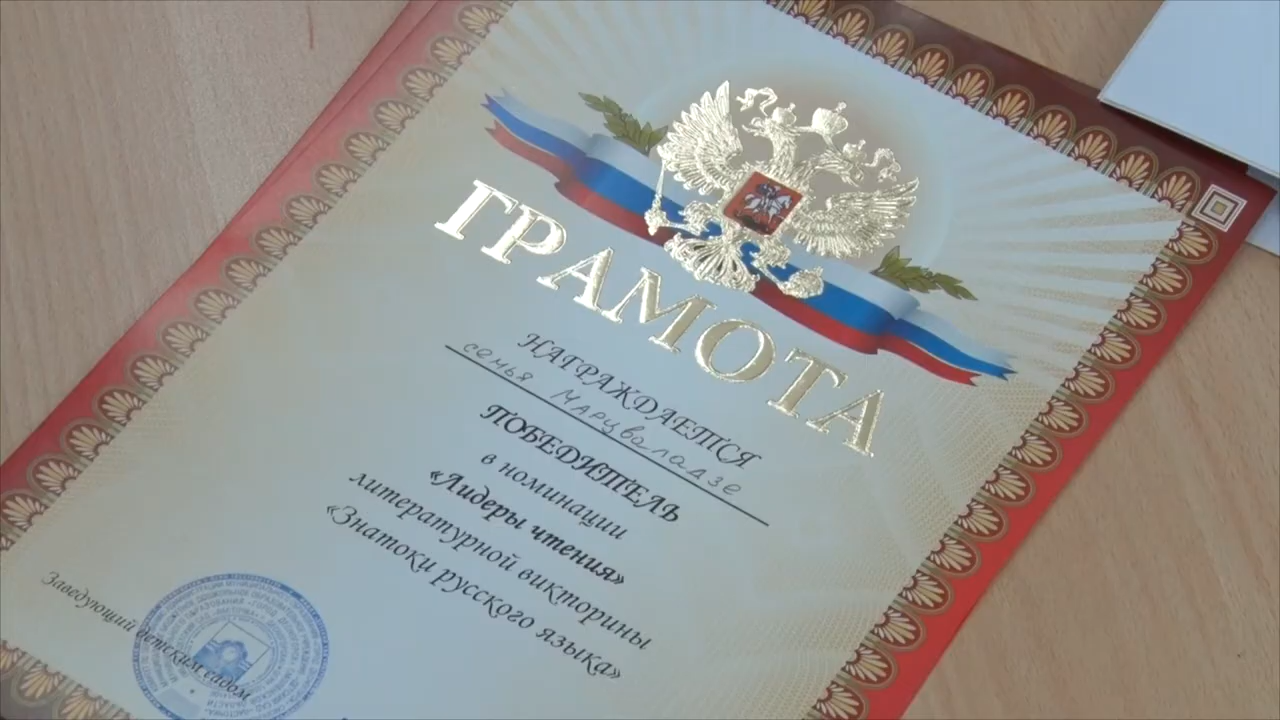 ГРАМОТА
НАГРАЖДАЕТСЯ
семья Марцваладзе
ПОБЕДИТЕЛЬ
в номинации
«Лидеры чтения»
литературной викторины
«Знатоки русского языка»
Заведующий детским садом